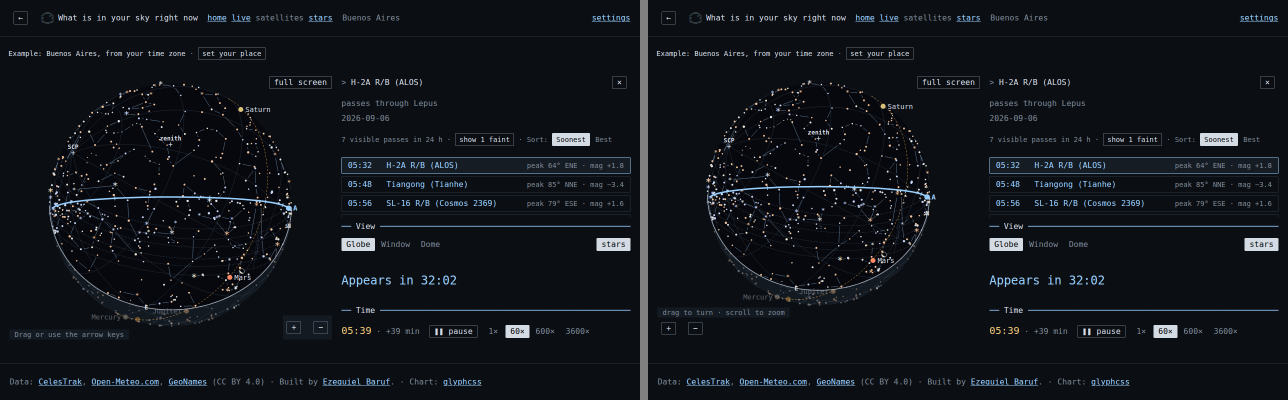 ← What is in your sky right now home live satellites stars Buenos Aires settings
Example: Buenos Aires, from your time zone · set your place
full screen
> H-2A R/B (ALOS) ×
passes through Lepus
2026-09-06
7 visible passes in 24 h · show 1 faint · Sort: Soonest Best
05:32 H-2A R/B (ALOS) peak 64° ENE · mag +1.8
05:48 Tiangong (Tianhe) peak 85° NNE · mag −3.4
05:56 SL-16 R/B (Cosmos 2369) peak 79° ESE · mag +1.6
View
Globe Window Dome stars
Appears in 32:02
Time
05:39 · +39 min ❚❚ pause 1× 60× 600× 3600×
Saturn
zenith
SCP
A
Mars
E
Jupiter
Mercury
Drag or use the arrow keys
+ −
Data: CelesTrak, Open-Meteo.com, GeoNames (CC BY 4.0) · Built by Ezequiel Baruf. · Chart: glyphcss
← What is in your sky right now home live satellites stars Buenos Aires settings
Example: Buenos Aires, from your time zone · set your place
full screen
> H-2A R/B (ALOS) ×
passes through Lepus
2026-09-06
7 visible passes in 24 h · show 1 faint · Sort: Soonest Best
05:32 H-2A R/B (ALOS) peak 64° ENE · mag +1.8
05:48 Tiangong (Tianhe) peak 85° NNE · mag −3.4
05:56 SL-16 R/B (Cosmos 2369) peak 79° ESE · mag +1.6
View
Globe Window Dome stars
Appears in 32:02
Time
05:39 · +39 min ❚❚ pause 1× 60× 600× 3600×
Saturn
zenith
SCP
A
Mars
E
Jupiter
Mercury
drag to turn · scroll to zoom
+ −
Data: CelesTrak, Open-Meteo.com, GeoNames (CC BY 4.0) · Built by Ezequiel Baruf. · Chart: glyphcss